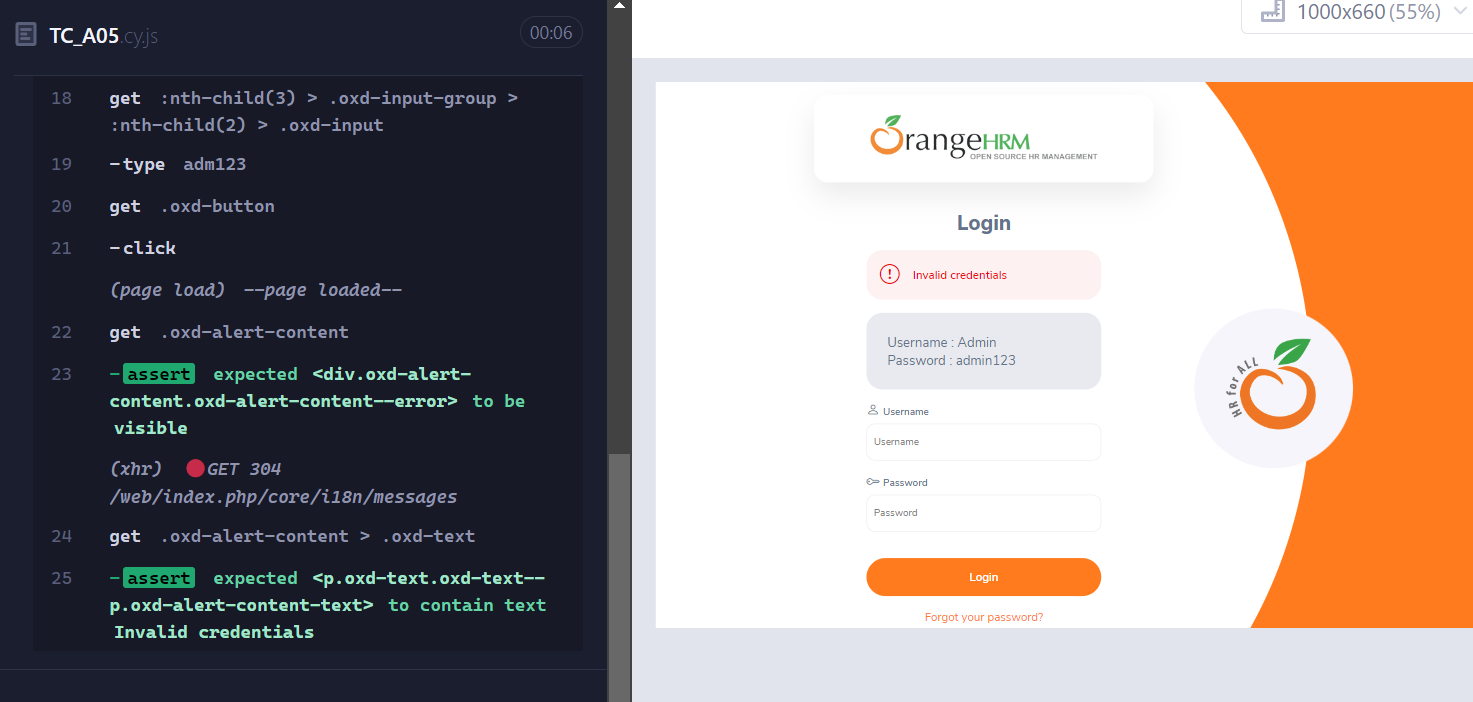 TC_A05.cy.js
00:06
18 get :nth-child(3) > .oxd-input-group >
:nth-child(2) > .oxd-input
19 -type adm123
20 get .oxd-button
21 -click
(page load) --page loaded--
22 get .oxd-alert-content
23 -assert expected <div.oxd-alert-
content.oxd-alert-content--error> to be
visible
(xhr) GET 304
/web/index.php/core/i18n/messages
24 get .oxd-alert-content > .oxd-text
25 -assert expected <p.oxd-text.oxd-text--
p.oxd-alert-content-text> to contain text
Invalid credentials
1000x660 (55%)
OrangeHRM
OPEN SOURCE HR MANAGEMENT
Login
Invalid credentials
Username : Admin
Password : admin123
Username
Username
Password
Password
Login
Forgot your password?
HR for ALL